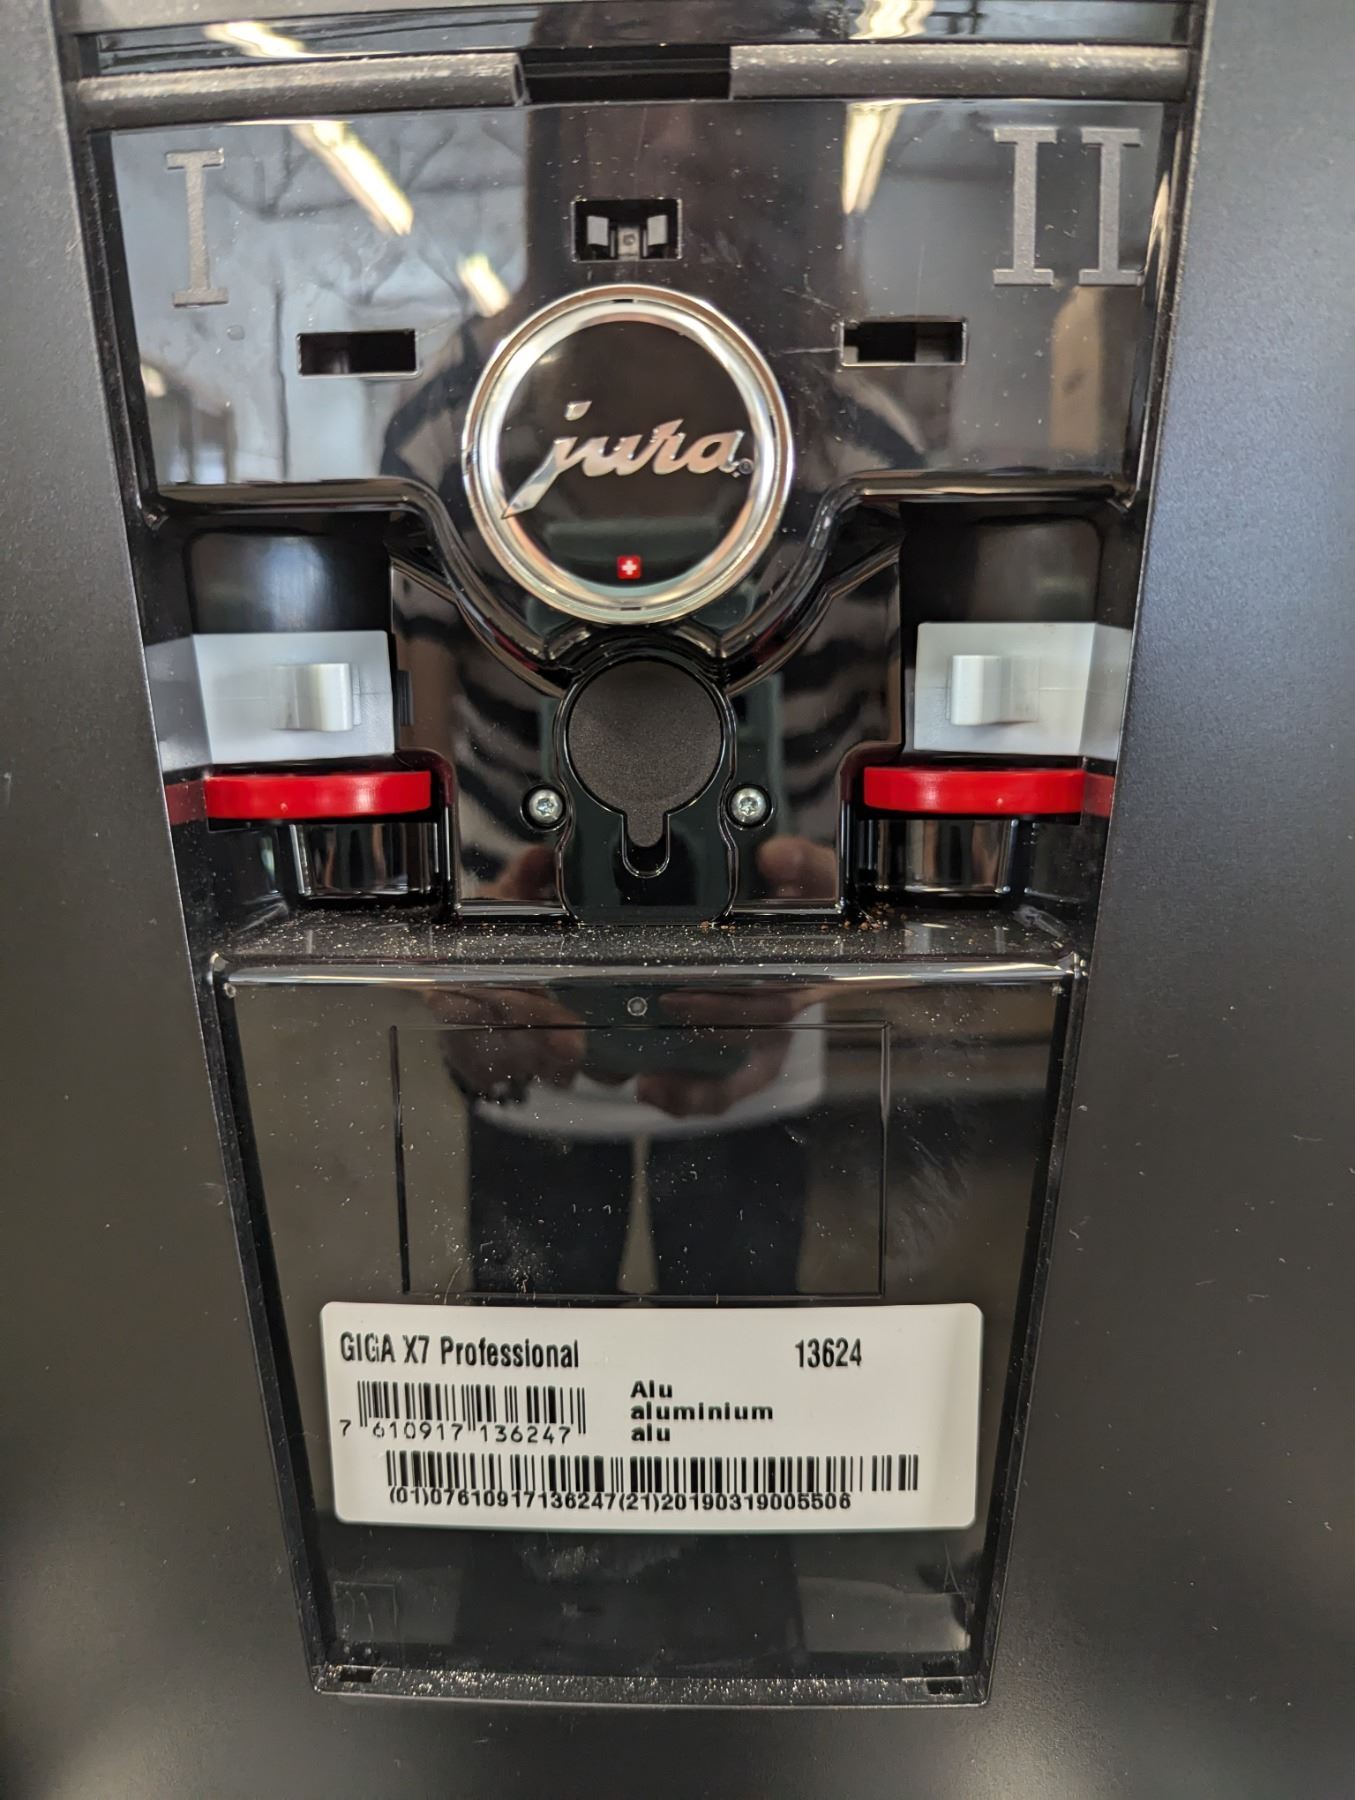 I
II
jura
GIGA X7 Professional 13624
Alu
aluminium
alu
7 610917 136247
(01)07610917136247(21)20190319005506